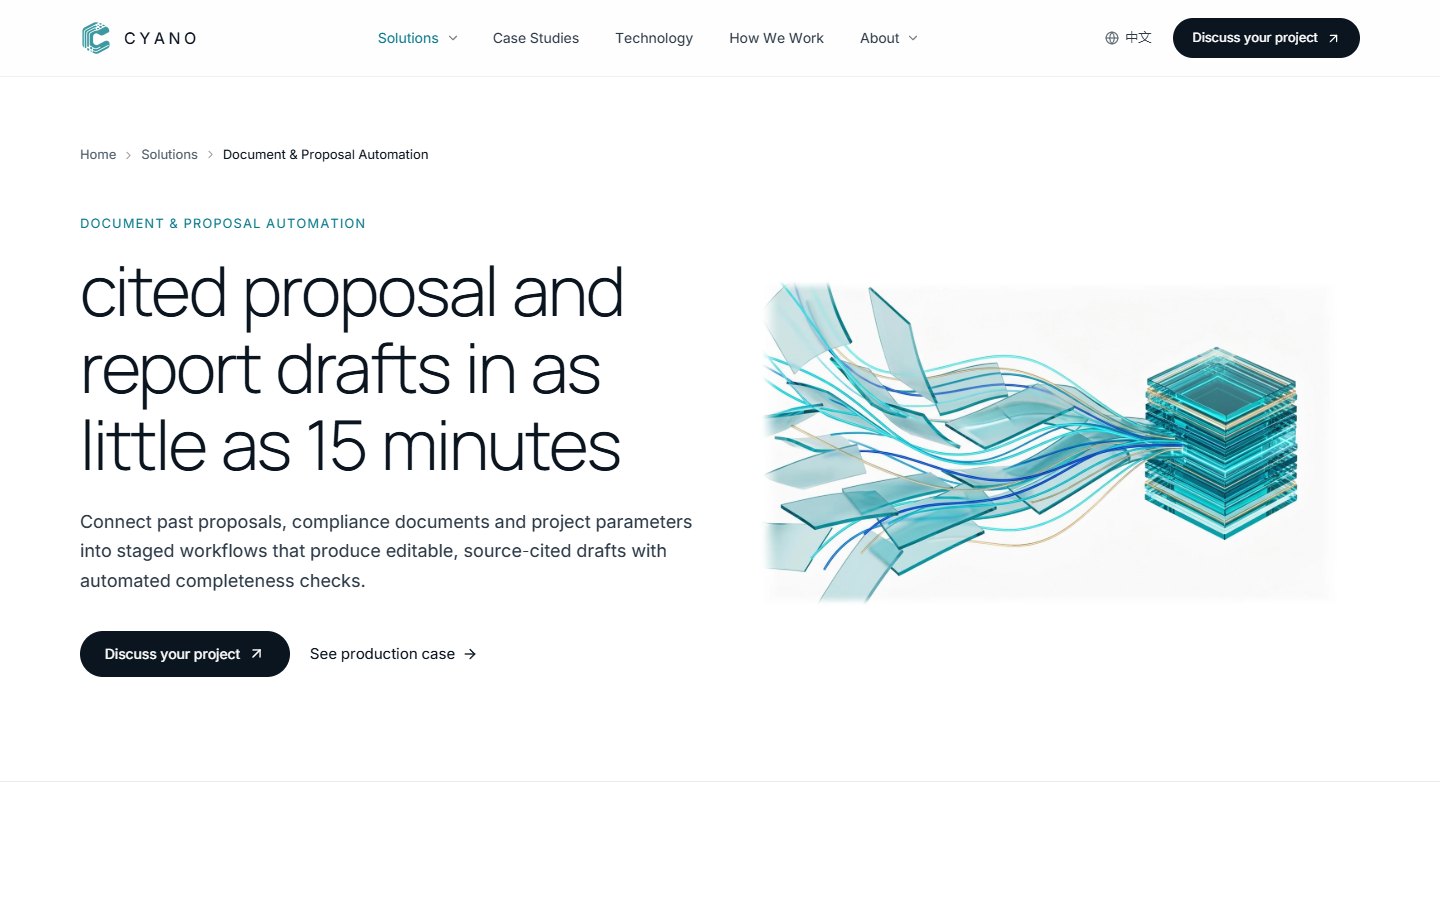 CYANO
Solutions
Case Studies
Technology
How We Work
About
中文
Discuss your project
Home
Solutions
Document & Proposal Automation
DOCUMENT & PROPOSAL AUTOMATION
cited proposal and
report drafts in as
little as 15 minutes
Connect past proposals, compliance documents and project parameters
into staged workflows that produce editable, source-cited drafts with
automated completeness checks.
Discuss your project
See production case